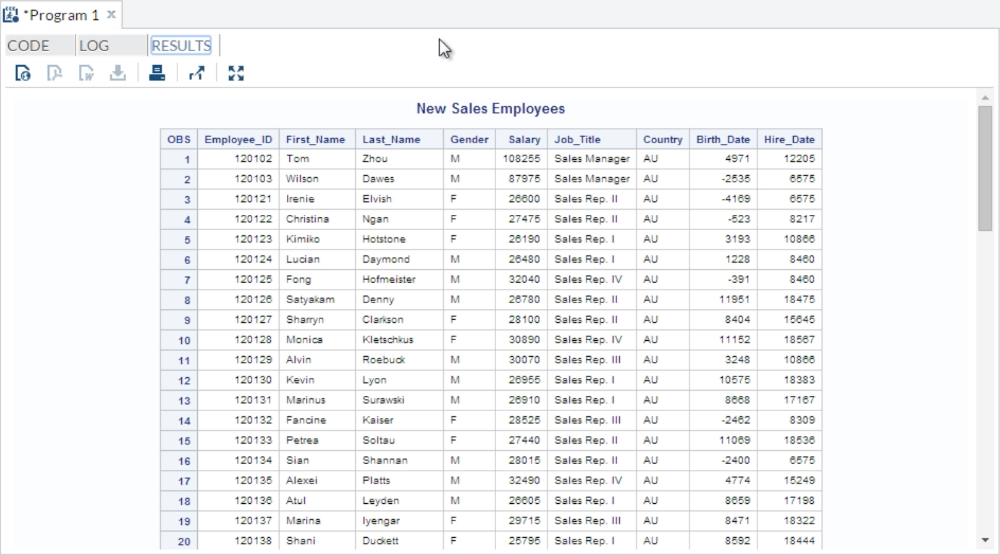 *Program 1 ×
CODE LOG RESULTS
New Sales Employees
OBS Employee_ID First_Name Last_Name Gender Salary Job_Title Country Birth_Date Hire_Date
1 120102 Tom Zhou M 108255 Sales Manager AU 4971 12205
2 120103 Wilson Dawes M 87975 Sales Manager AU -2535 6575
3 120121 Irenie Elvish F 26600 Sales Rep. II AU -4169 6575
4 120122 Christina Ngan F 27475 Sales Rep. II AU -523 8217
5 120123 Kimiko Hotstone F 26190 Sales Rep. I AU 3193 10866
6 120124 Lucian Daymond M 26480 Sales Rep. I AU 1228 8460
7 120125 Fong Hofmeister M 32040 Sales Rep. IV AU -391 8460
8 120126 Satyakam Denny M 26780 Sales Rep. II AU 11951 18475
9 120127 Sharryn Clarkson F 28100 Sales Rep. II AU 8404 15645
10 120128 Monica Kletschkus F 30890 Sales Rep. IV AU 11152 18567
11 120129 Alvin Roebuck M 30070 Sales Rep. III AU 3248 10866
12 120130 Kevin Lyon M 26955 Sales Rep. I AU 10575 18383
13 120131 Marinus Surawski M 26910 Sales Rep. I AU 8668 17167
14 120132 Fancine Kaiser F 28525 Sales Rep. III AU -2462 8309
15 120133 Petrea Soltau F 27440 Sales Rep. II AU 11069 18536
16 120134 Sian Shannan M 28015 Sales Rep. II AU -2400 6575
17 120135 Alexei Platts M 32490 Sales Rep. IV AU 4774 15249
18 120136 Atul Leyden M 26605 Sales Rep. I AU 8659 17198
19 120137 Marina Iyengar F 29715 Sales Rep. III AU 8471 18322
20 120138 Shani Duckett F 25795 Sales Rep. I AU 8592 18444